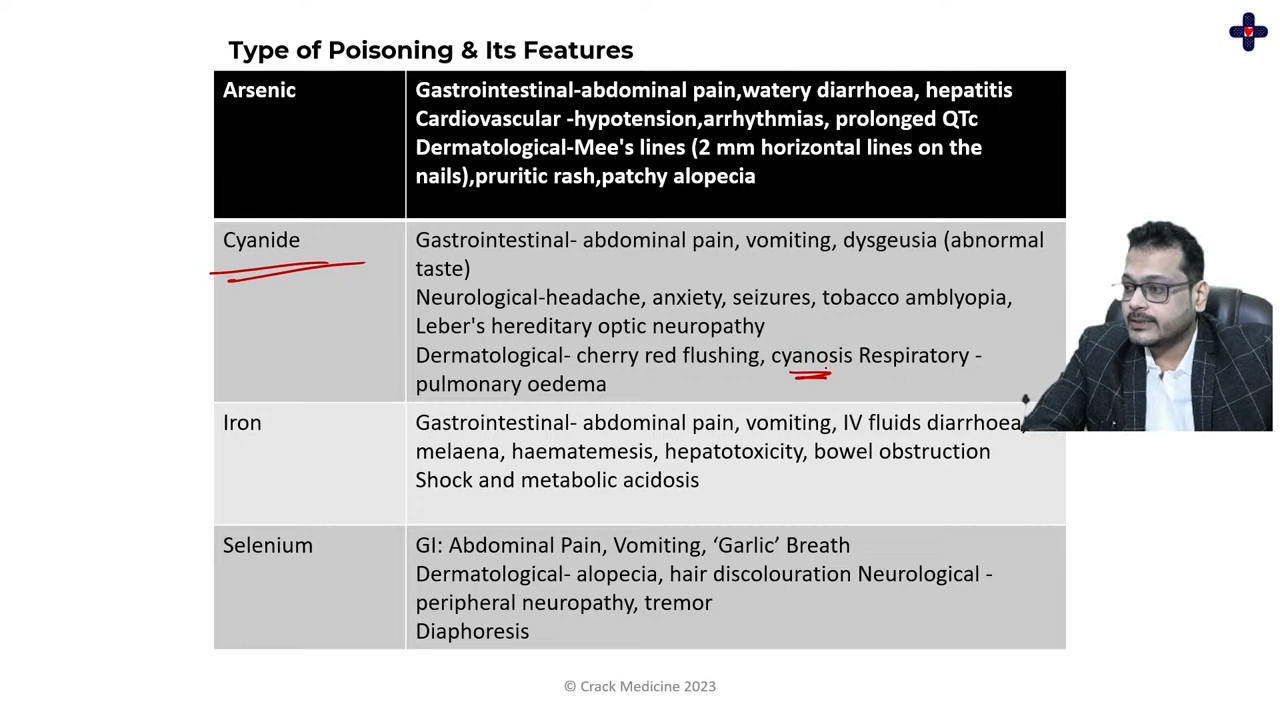 Type of Poisoning & Its Features
Arsenic
Gastrointestinal-abdominal pain,watery diarrhoea, hepatitis
Cardiovascular -hypotension,arrhythmias, prolonged QTc
Dermatological-Mee's lines (2 mm horizontal lines on the
nails),pruritic rash,patchy alopecia
Cyanide
Gastrointestinal- abdominal pain, vomiting, dysgeusia (abnormal
taste)
Neurological-headache, anxiety, seizures, tobacco amblyopia,
Leber's hereditary optic neuropathy
Dermatological- cherry red flushing, cyanosis Respiratory -
pulmonary oedema
Iron
Gastrointestinal- abdominal pain, vomiting, IV fluids diarrhoea,
melaena, haematemesis, hepatotoxicity, bowel obstruction
Shock and metabolic acidosis
Selenium
GI: Abdominal Pain, Vomiting, ‘Garlic’ Breath
Dermatological- alopecia, hair discolouration Neurological -
peripheral neuropathy, tremor
Diaphoresis
© Crack Medicine 2023